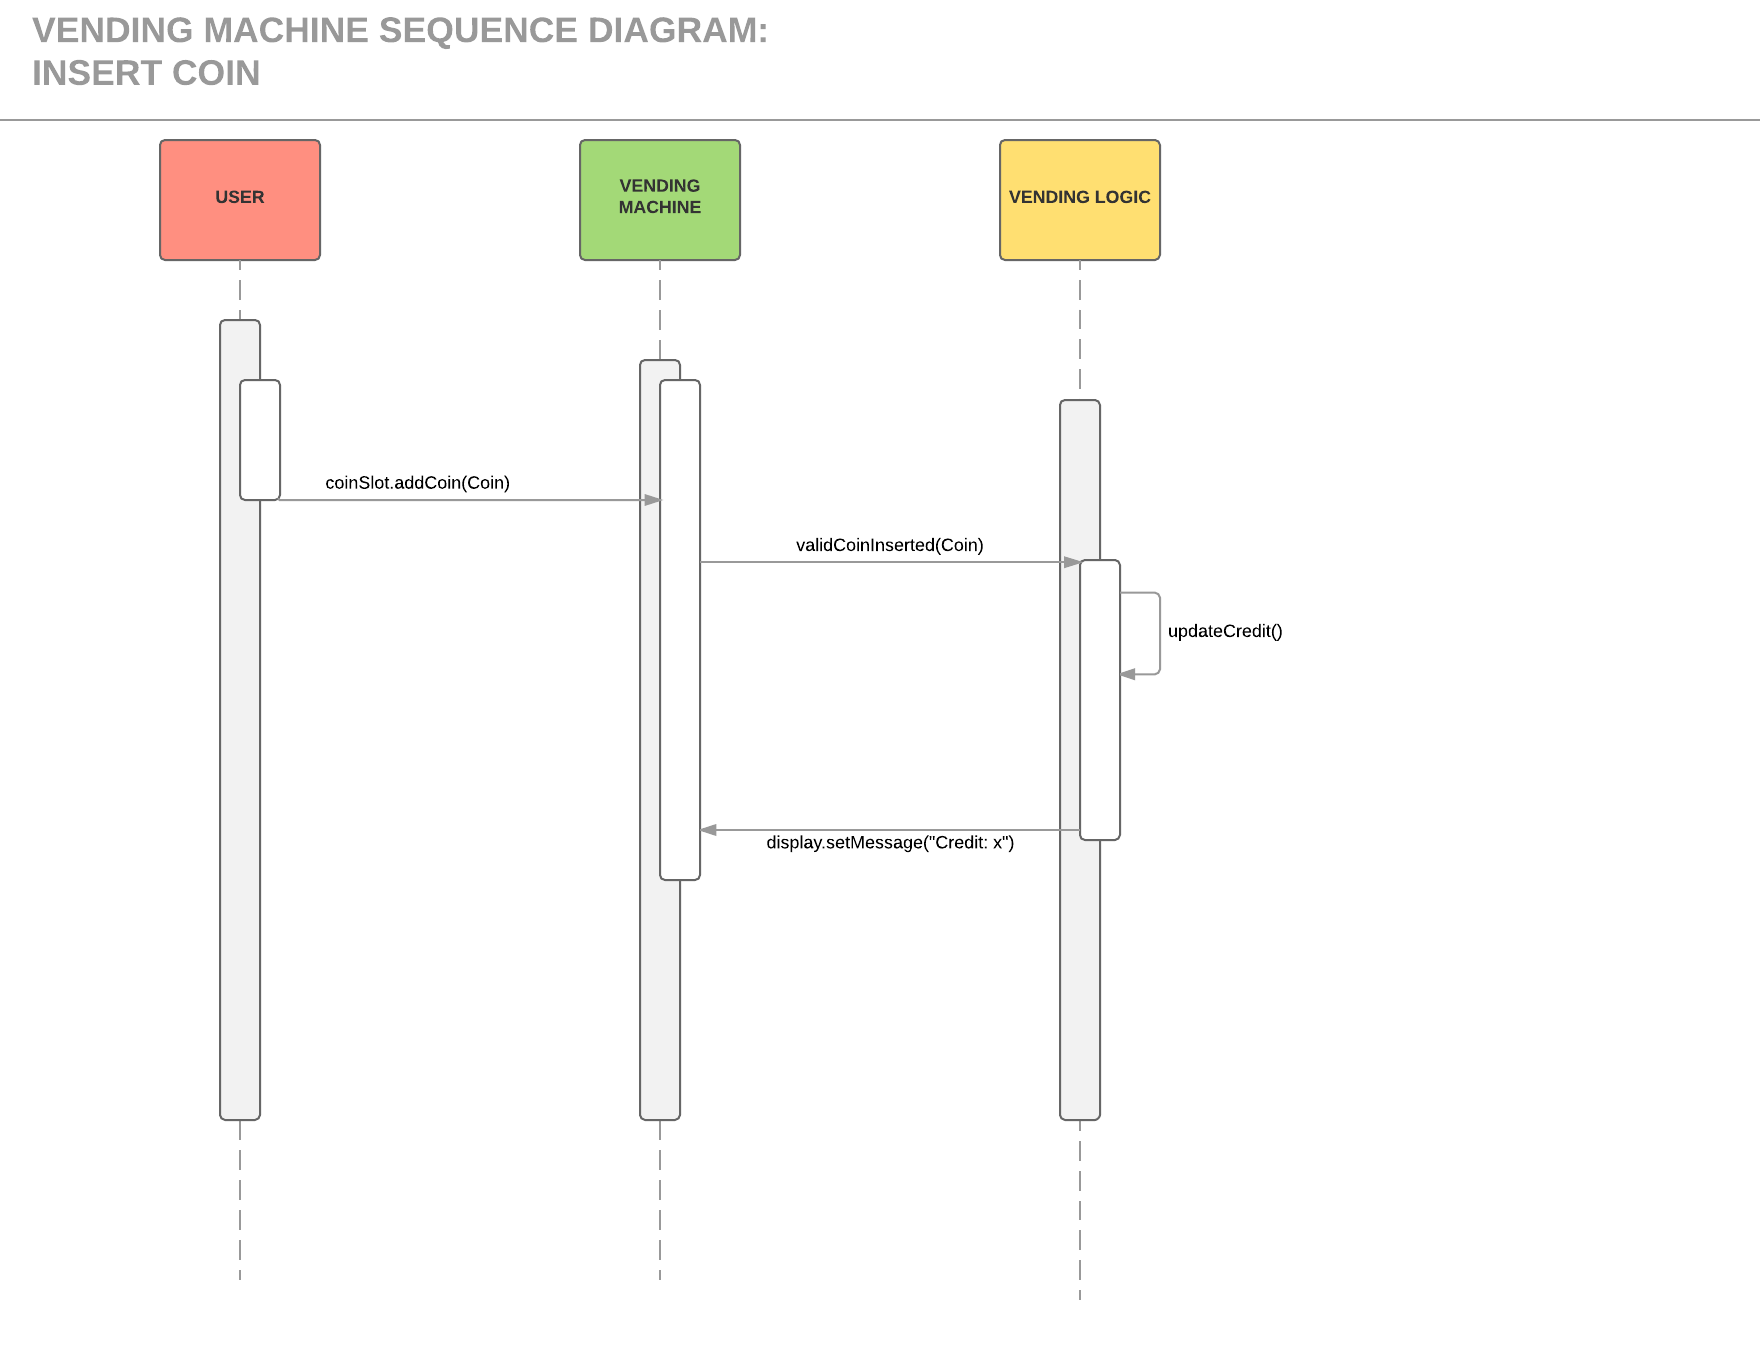 VENDING MACHINE SEQUENCE DIAGRAM:
INSERT COIN
USER
VENDING
MACHINE
VENDING LOGIC
coinSlot.addCoin(Coin)
validCoinInserted(Coin)
updateCredit()
display.setMessage("Credit: x")